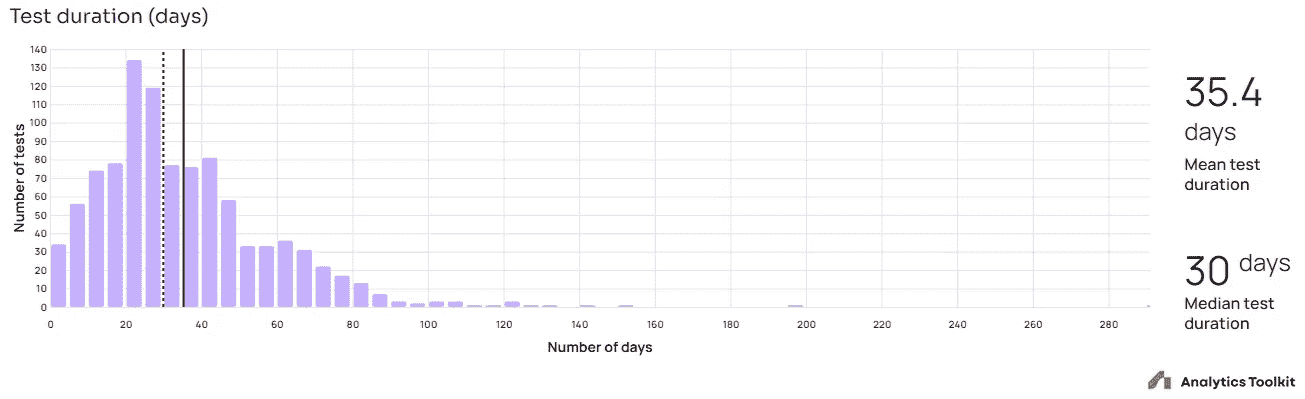 Test duration (days)
140
130
120
110
100
90
80
70
60
50
40
30
20
10
0
Number of tests
0 20 40 60 80 100 120 140 160 180 200 220 240 260 280
Number of days
35.4
days
Mean test
duration
30 days
Median test
duration
Analytics Toolkit